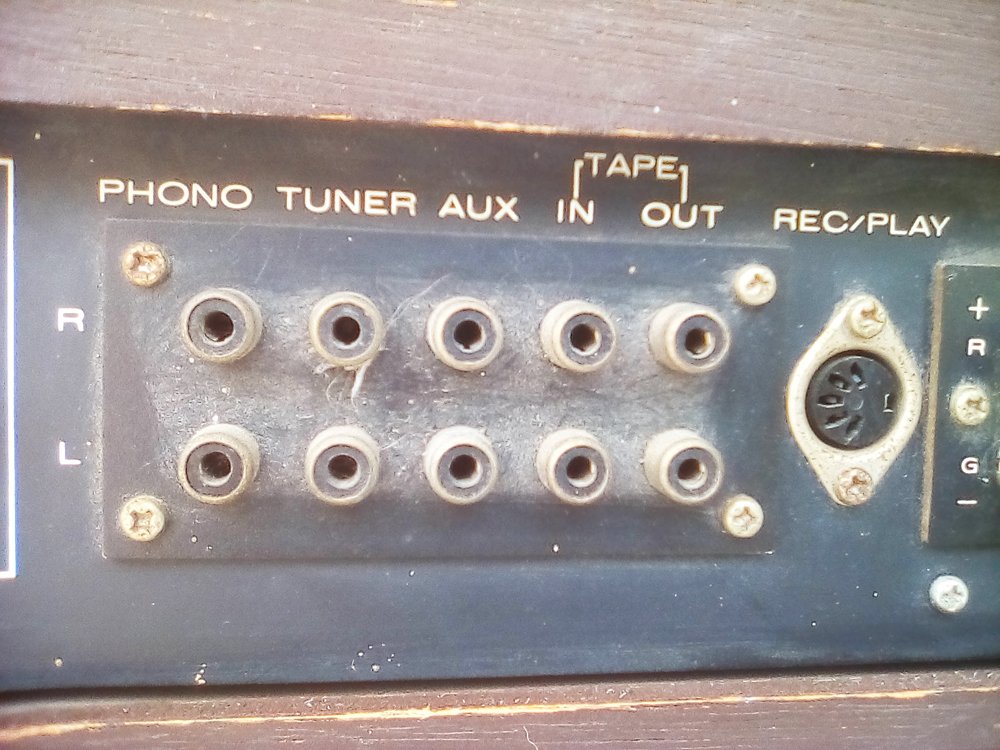 TAPE
PHONO TUNER AUX IN OUT REC/PLAY
R
L
+
R
G
−